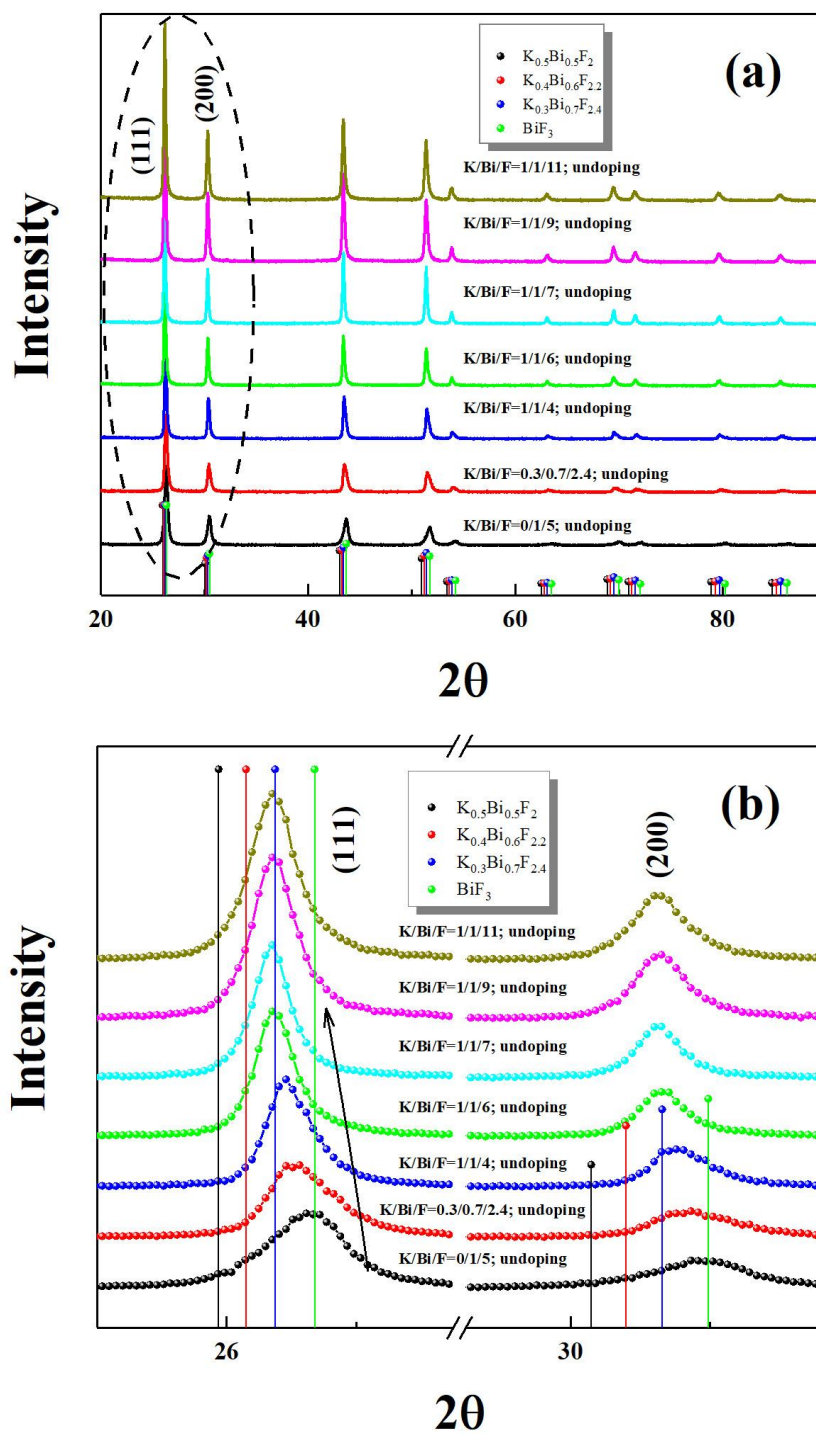 (a)
K0.5Bi0.5F2
K0.4Bi0.6F2.2
K0.3Bi0.7F2.4
BiF3
(111)
(200)
K/Bi/F=1/1/11; undoping
K/Bi/F=1/1/9; undoping
K/Bi/F=1/1/7; undoping
K/Bi/F=1/1/6; undoping
K/Bi/F=1/1/4; undoping
K/Bi/F=0.3/0.7/2.4; undoping
K/Bi/F=0/1/5; undoping
Intensity
20 40 60 80
2θ
(b)
K0.5Bi0.5F2
K0.4Bi0.6F2.2
K0.3Bi0.7F2.4
BiF3
(111)
(200)
K/Bi/F=1/1/11; undoping
K/Bi/F=1/1/9; undoping
K/Bi/F=1/1/7; undoping
K/Bi/F=1/1/6; undoping
K/Bi/F=1/1/4; undoping
K/Bi/F=0.3/0.7/2.4; undoping
K/Bi/F=0/1/5; undoping
Intensity
26 30
2θ